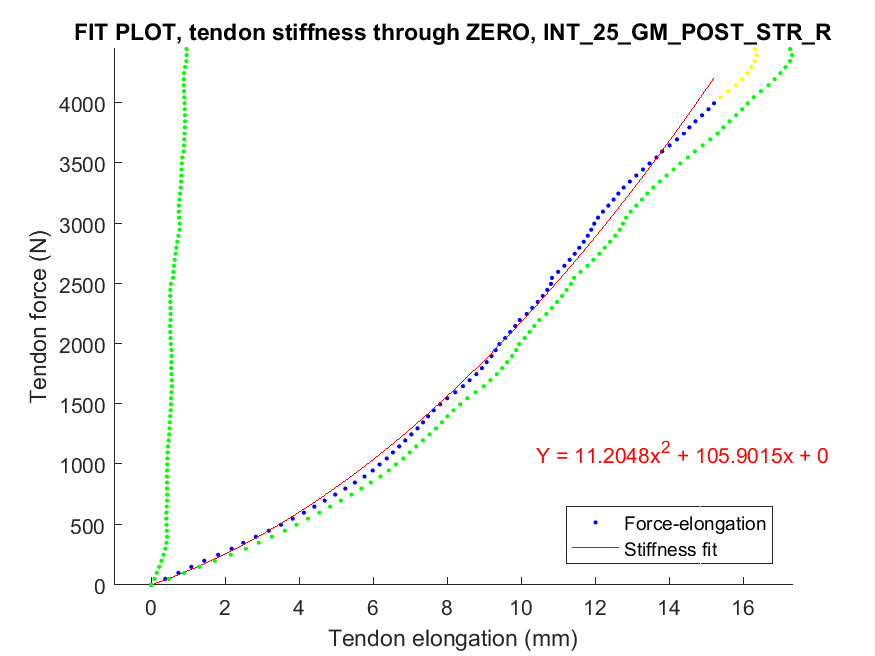 FIT PLOT, tendon stiffness through ZERO, INT_25_GM_POST_STR_R
Tendon force (N)
4000
3500
3000
2500
2000
1500
1000
500
0
Y = 11.2048x² + 105.9015x + 0
Force-elongation
Stiffness fit
0 2 4 6 8 10 12 14 16
Tendon elongation (mm)